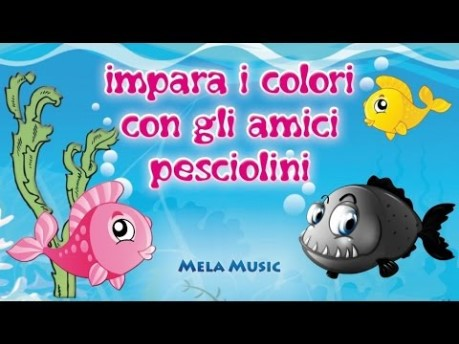 impara i colori
con gli amici
pesciolini
Mela Music